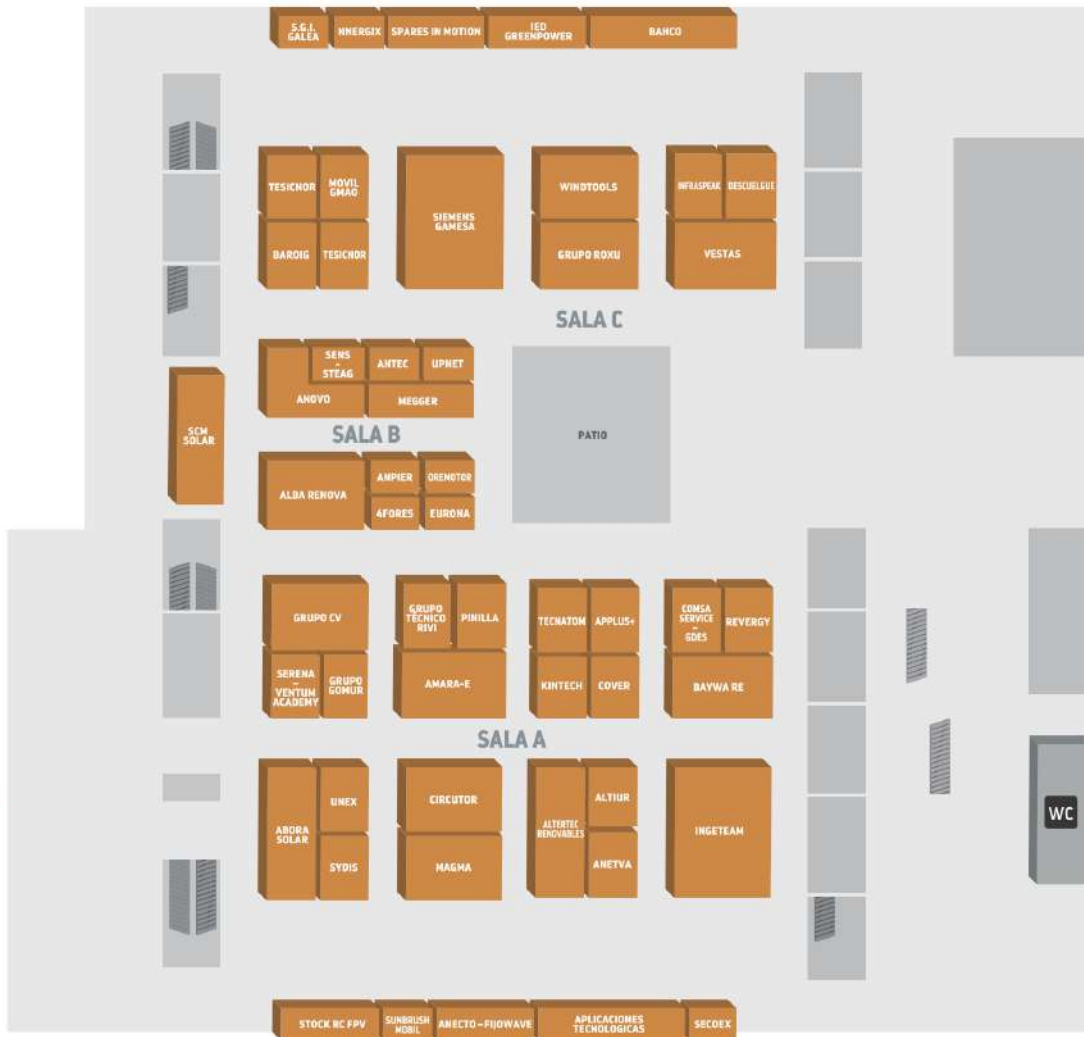 S.G.I.
GALEA
NNERGIX
SPARES IN MOTION
IED
GREENPOWER
BAHCO
TESICNOR
MOVIL
GMAO
SIEMENS
GAMESA
WINDTOOLS
INFRASPEAK
DESCUELGUE
BARDIG
TESICNOR
GRUPO ROXU
VESTAS
SALA C
SENS
-
STEAG
ANTEC
UPNET
ANOVO
MEGGER
SCM
SOLAR
SALA B
PATIO
ALBA RENOVA
ANPIER
ORENOTOR
4FORES
EURONA
GRUPO CV
GRUPO
TÉCNICO
RIVI
PINILLA
TECNATOM
APPLUS+
COMSA
SERVICE
-
GDES
REVERGY
SERENA
-
VENTUM
ACADEMY
GRUPO
GOMUR
AMARA-E
KINTECH
COVER
BAYWA RE
SALA A
ABORA
SOLAR
UNEX
CIRCUTOR
ALTERTEC
RENOVABLES
ALTIUR
INGETEAM
SYDIS
MAGMA
ANETVA
WC
STOCK RC FPV
SUNBRUSH
MOBIL
ANECTO-FIJOWAVE
APLICACIONES
TECNOLOGICAS
SECOEX